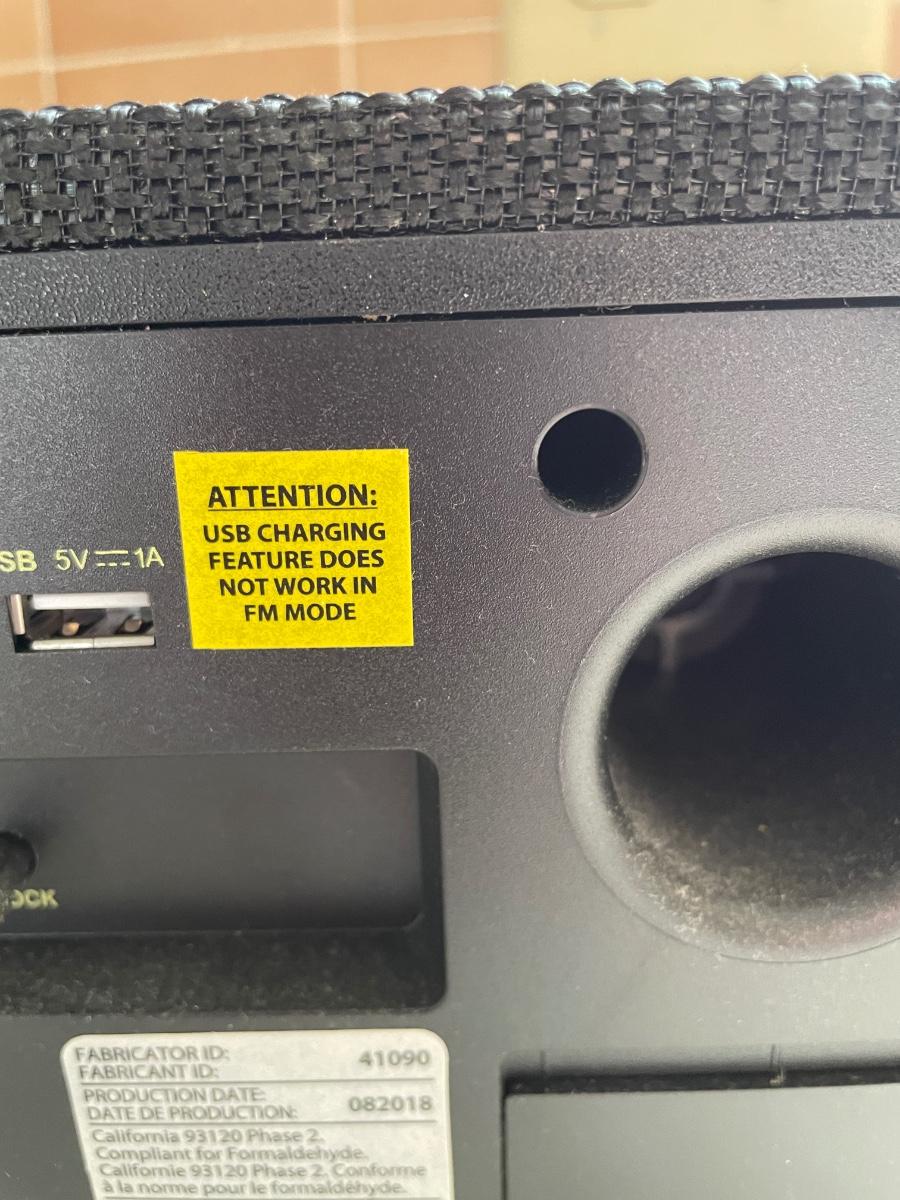 ATTENTION:
USB CHARGING
FEATURE DOES
NOT WORK IN
FM MODE
SB 5V⎓1A
OCK
FABRICATOR ID: 41090
FABRICANT ID:
PRODUCTION DATE: 082018
DATE DE PRODUCTION:
California 93120 Phase 2.
Compliant for Formaldehyde.
Californie 93120 Phase 2. Conforme
à la norme pour le formaldéhyde.